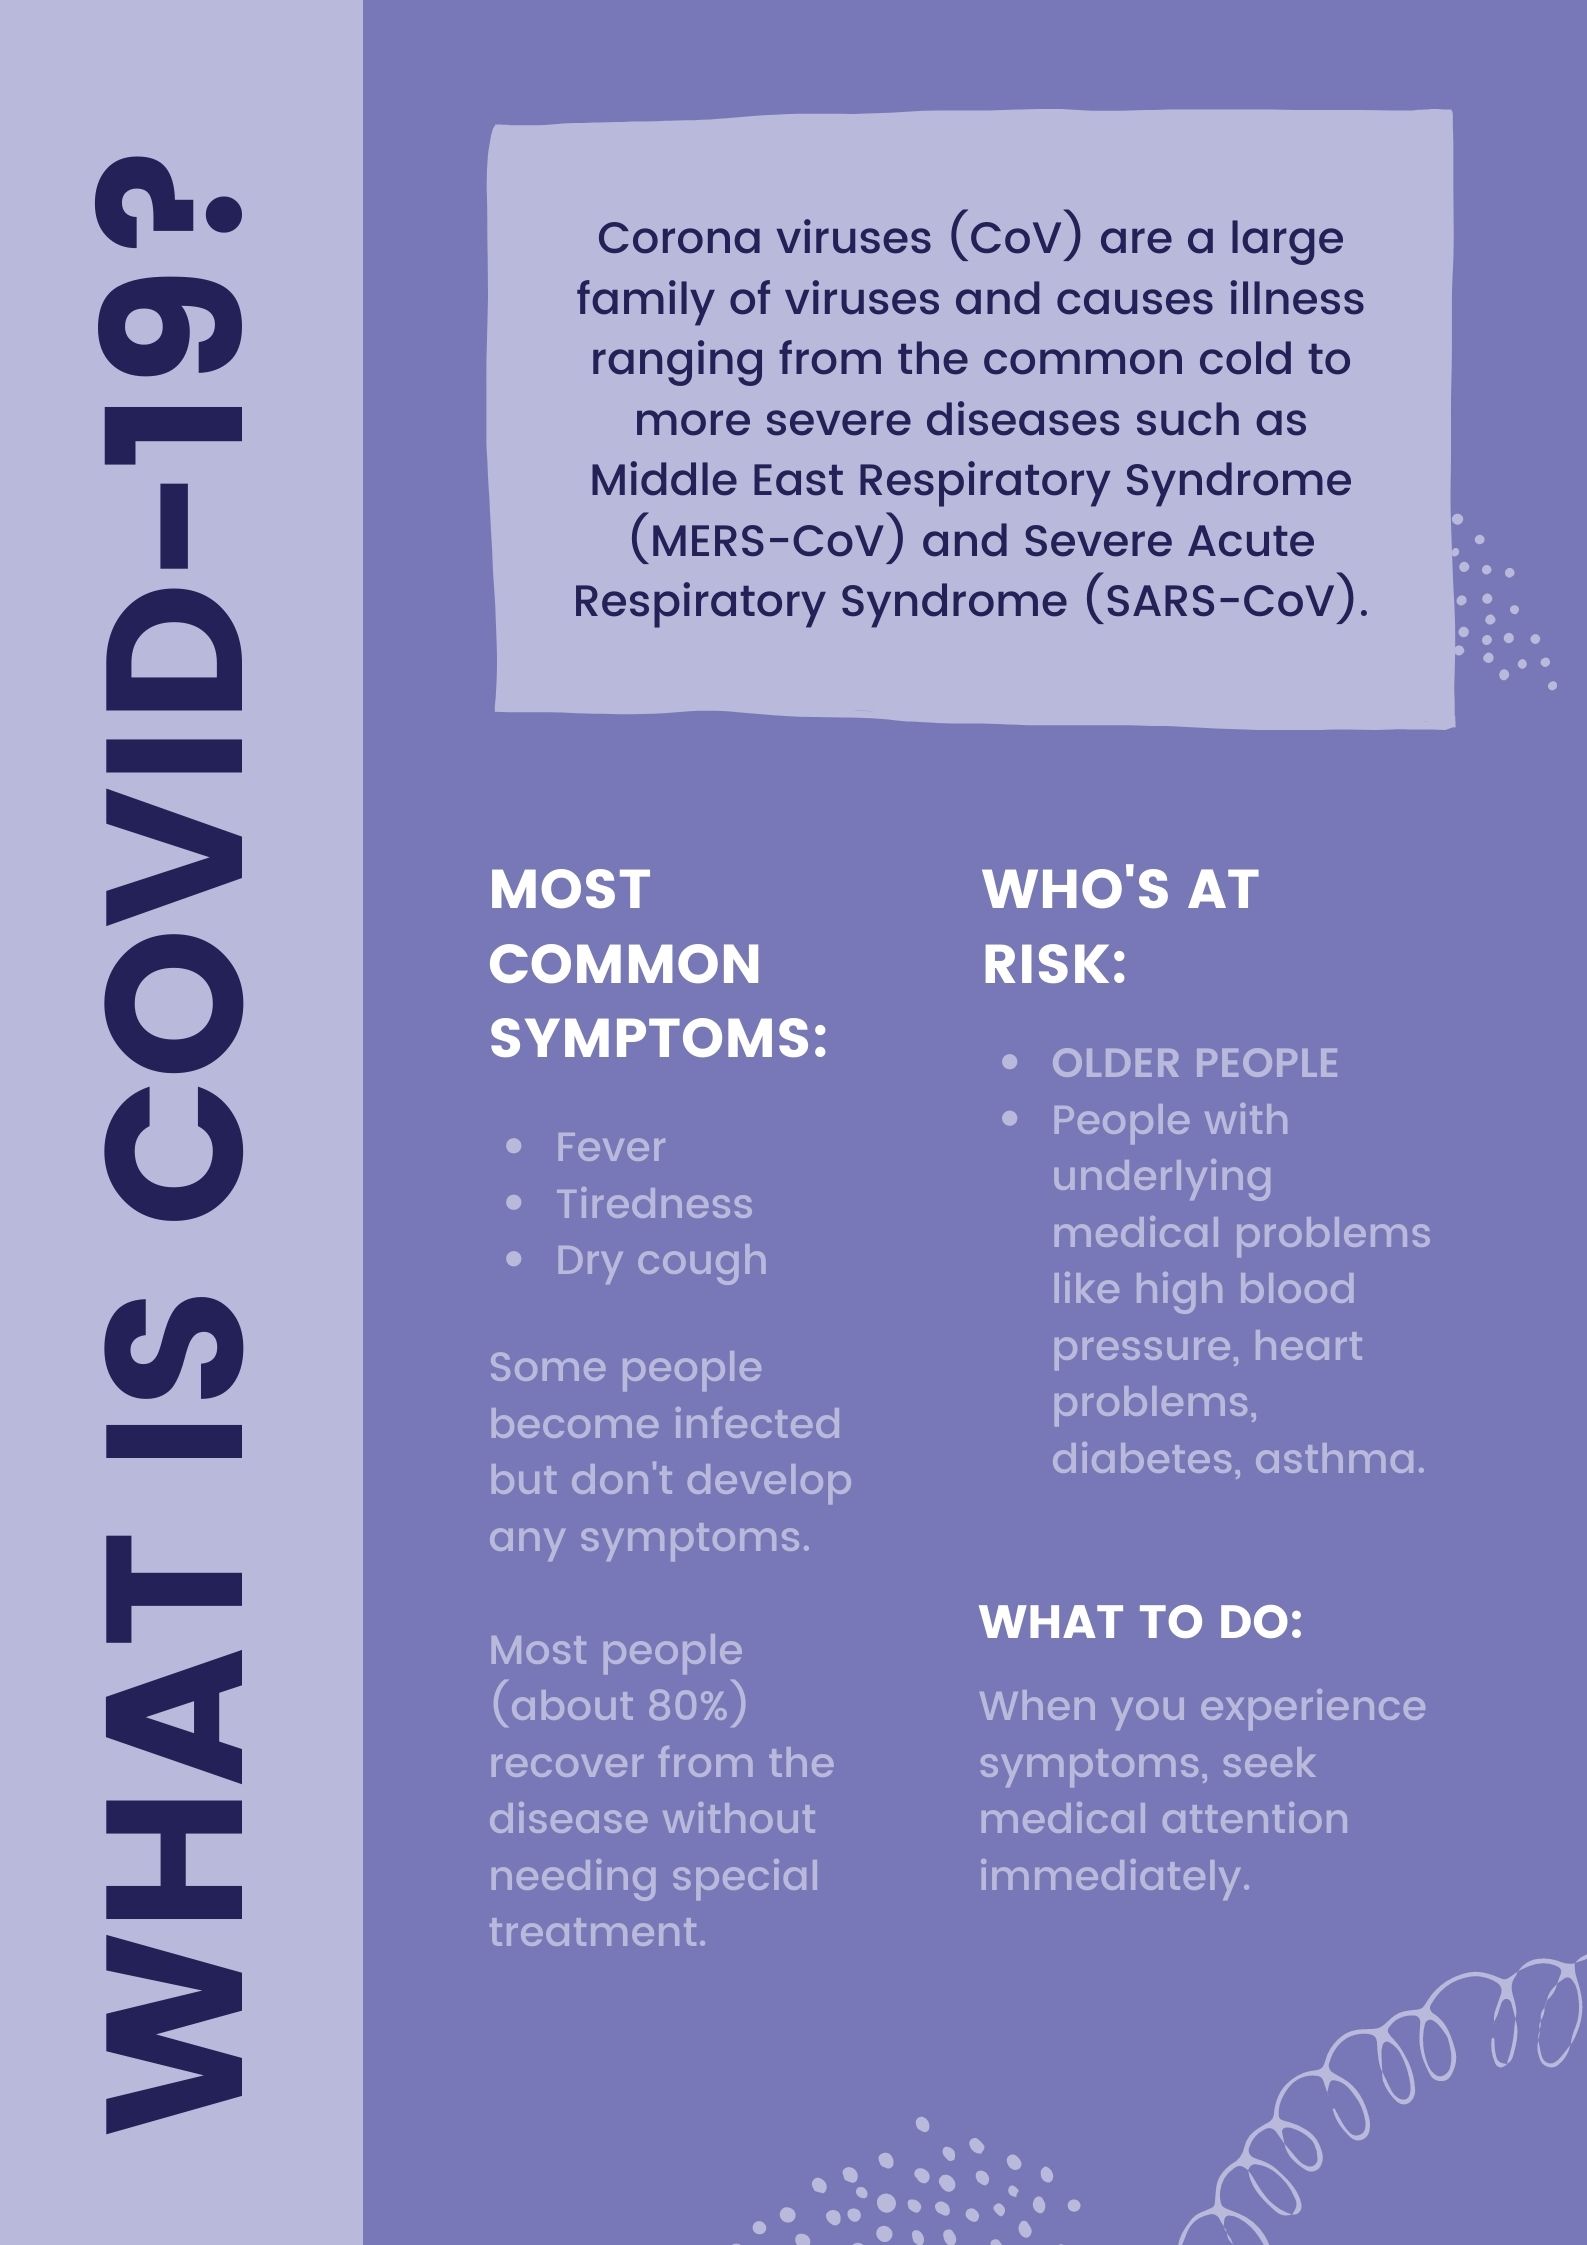 WHAT IS COVID-19?
Corona viruses (CoV) are a large
family of viruses and causes illness
ranging from the common cold to
more severe diseases such as
Middle East Respiratory Syndrome
(MERS-CoV) and Severe Acute
Respiratory Syndrome (SARS-CoV).
MOST
COMMON
SYMPTOMS:
• Fever
• Tiredness
• Dry cough
Some people
become infected
but don't develop
any symptoms.
Most people
(about 80%)
recover from the
disease without
needing special
treatment.
WHO'S AT
RISK:
• OLDER PEOPLE
• People with
underlying
medical problems
like high blood
pressure, heart
problems,
diabetes, asthma.
WHAT TO DO:
When you experience
symptoms, seek
medical attention
immediately.